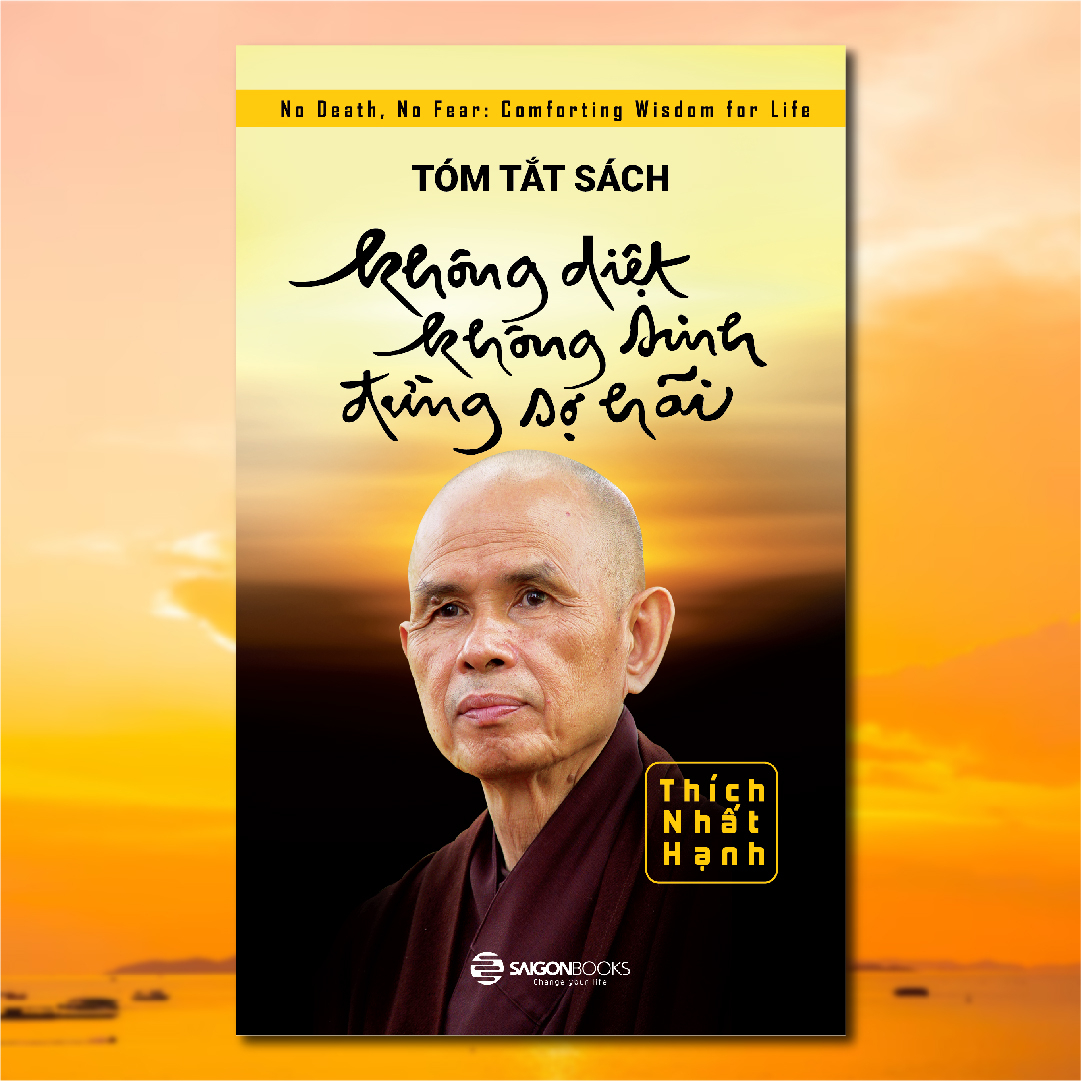 No Death, No Fear: Comforting Wisdom for Life
TÓM TẮT SÁCH
không diệt
không sinh
đừng sợ hãi
Thích
Nhất
Hạnh
SAIGONBOOKS
Change your life